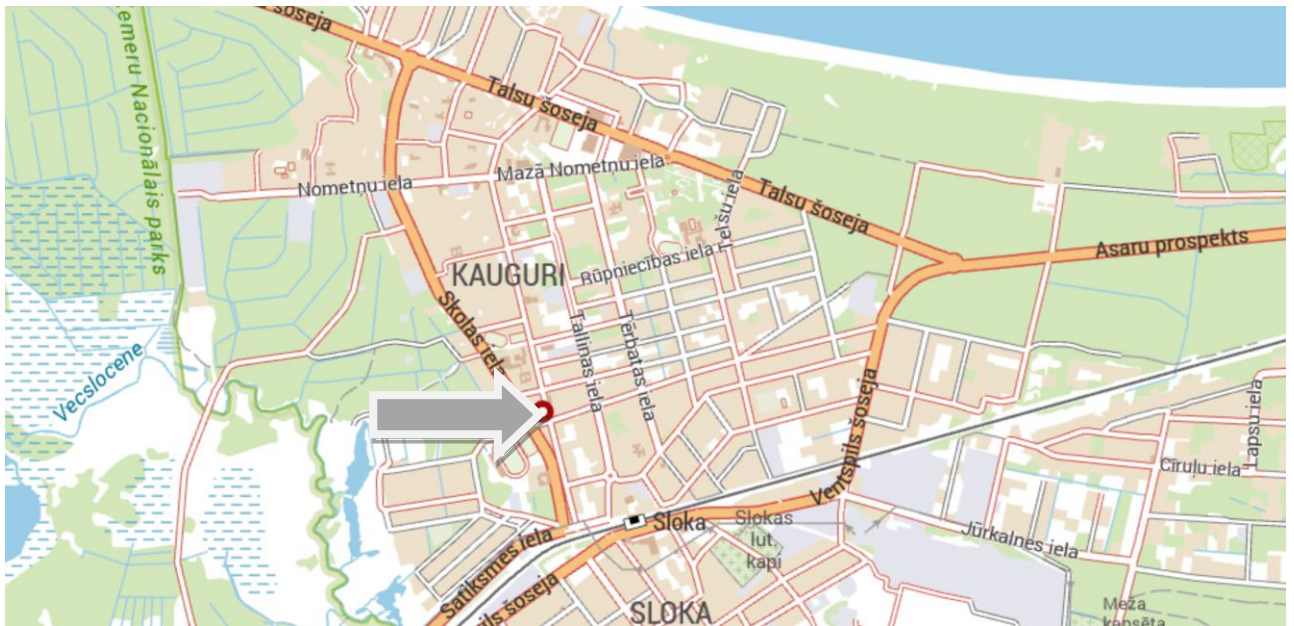 šoseja
Ķemeru Nacionālais parks
Talsu šoseja
Nometņu iela
Mazā Nometņu iela
Talsu šoseja
Telšu iela
Asaru prospekts
KAUGURI
Rūpniecības iela
Skolas iela
Tallinas iela
Tērbatas iela
Vecslocene
Ventspils šoseja
Lapsu iela
Cīruļu iela
Sloka
Slokas
lut.
kapi
Jūrkalnes iela
Satiksmes iela
šoseja
SLOKA
Meža
kapsēta